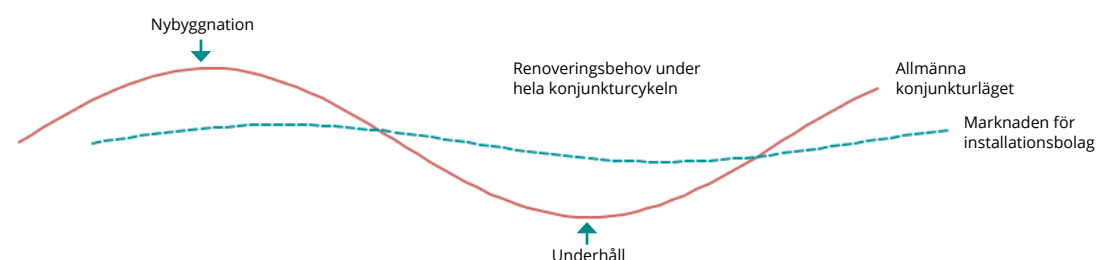 Nybyggnation
Renoveringsbehov under
hela konjunkturcykeln
Allmänna
konjunkturläget
Marknaden för
installationsbolag
Underhåll